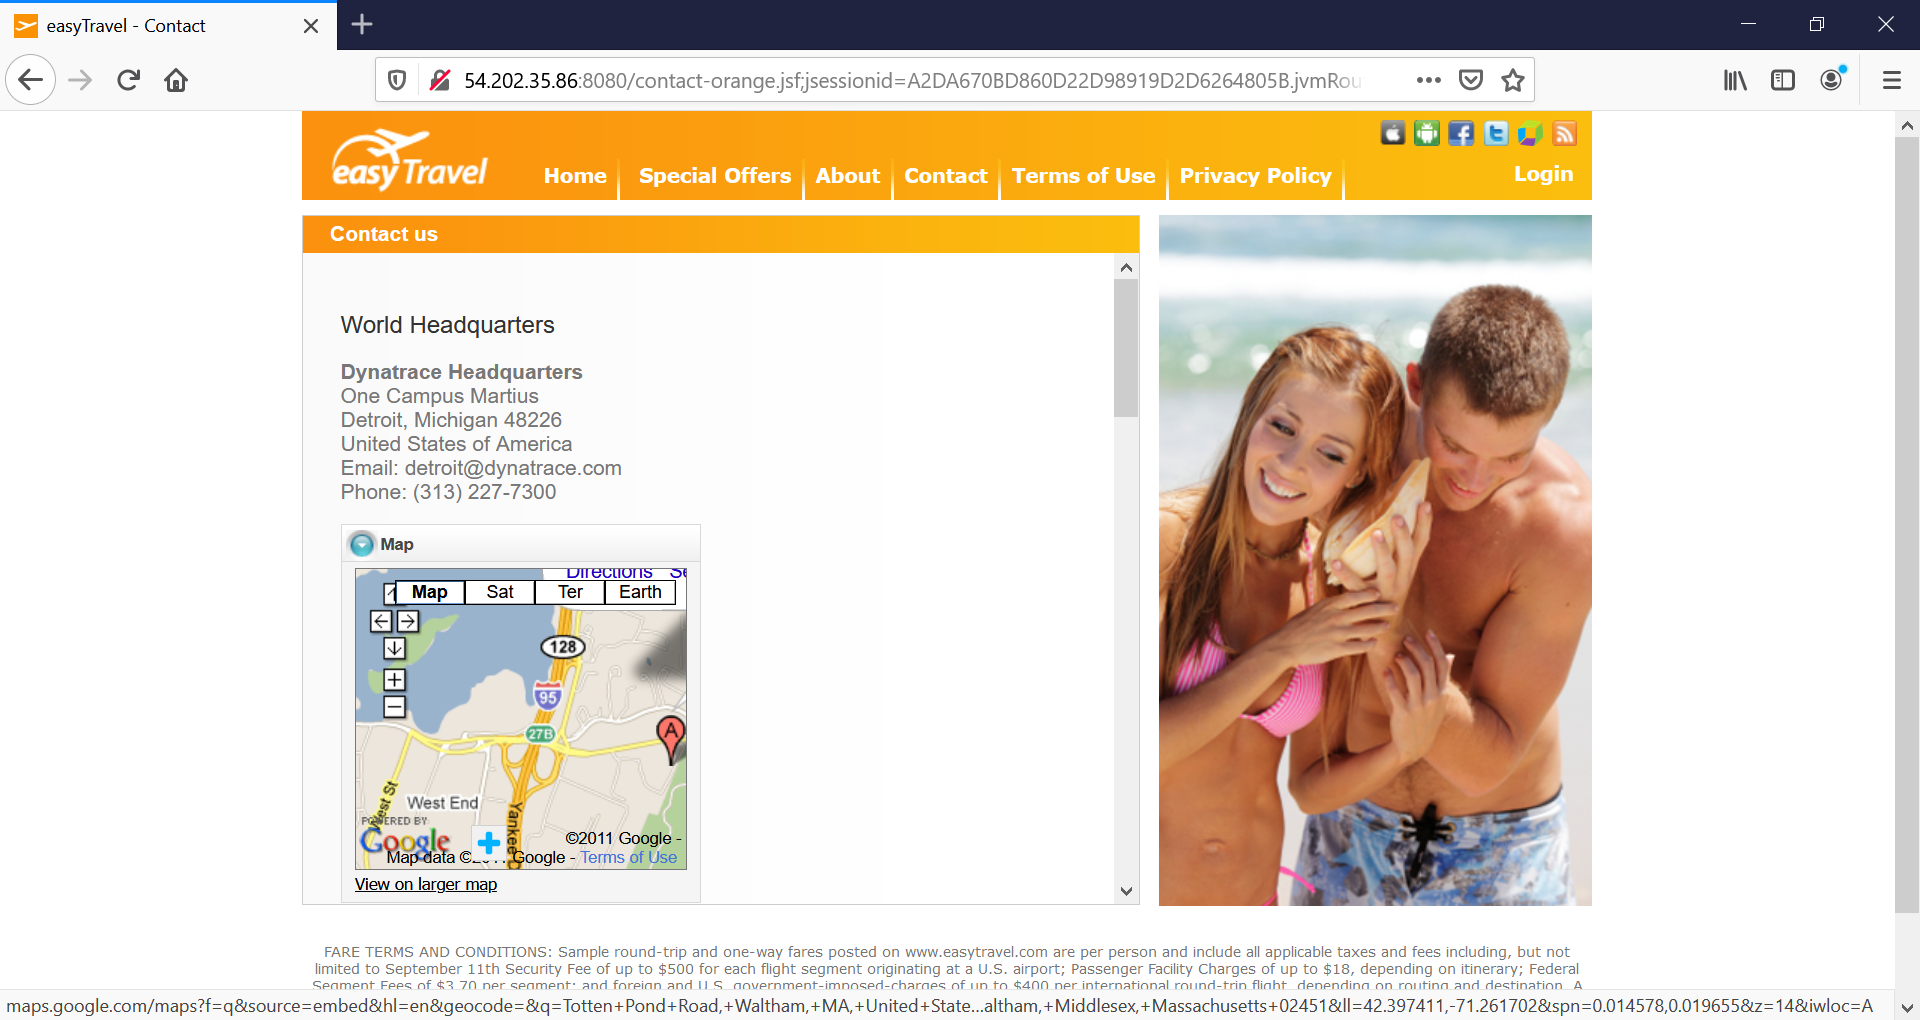 easyTravel - Contact
54.202.35.86:8080/contact-orange.jsf;jsessionid=A2DA670BD860D22D98919D2D6264805B.jvmRou
easyTravel
Home Special Offers About Contact Terms of Use Privacy Policy Login
Contact us
World Headquarters
Dynatrace Headquarters
One Campus Martius
Detroit, Michigan 48226
United States of America
Email: detroit@dynatrace.com
Phone: (313) 227-7300
Map
Directions
Map Sat Ter Earth
128
95
27B
A
West St
West End
Yankee D
POWERED BY
Google
©2011 Google -
Map data Google - Terms of Use
View on larger map
FARE TERMS AND CONDITIONS: Sample round-trip and one-way fares posted on www.easytravel.com are per person and include all applicable taxes and fees including, but not
limited to September 11th Security Fee of up to $500 for each flight segment originating at a U.S. airport; Passenger Facility Charges of up to $18, depending on itinerary; Federal
Segment Fees of $3.70 per segment; and foreign and U.S. government-imposed-charges of up to $400 per international round-trip flight, depending on routing and destination. A
maps.google.com/maps?f=q&source=embed&hl=en&geocode=&q=Totten+Pond+Road,+Waltham,+MA,+United+State...altham,+Middlesex,+Massachusetts+02451&ll=42.397411,-71.261702&spn=0.014578,0.019655&z=14&iwloc=A